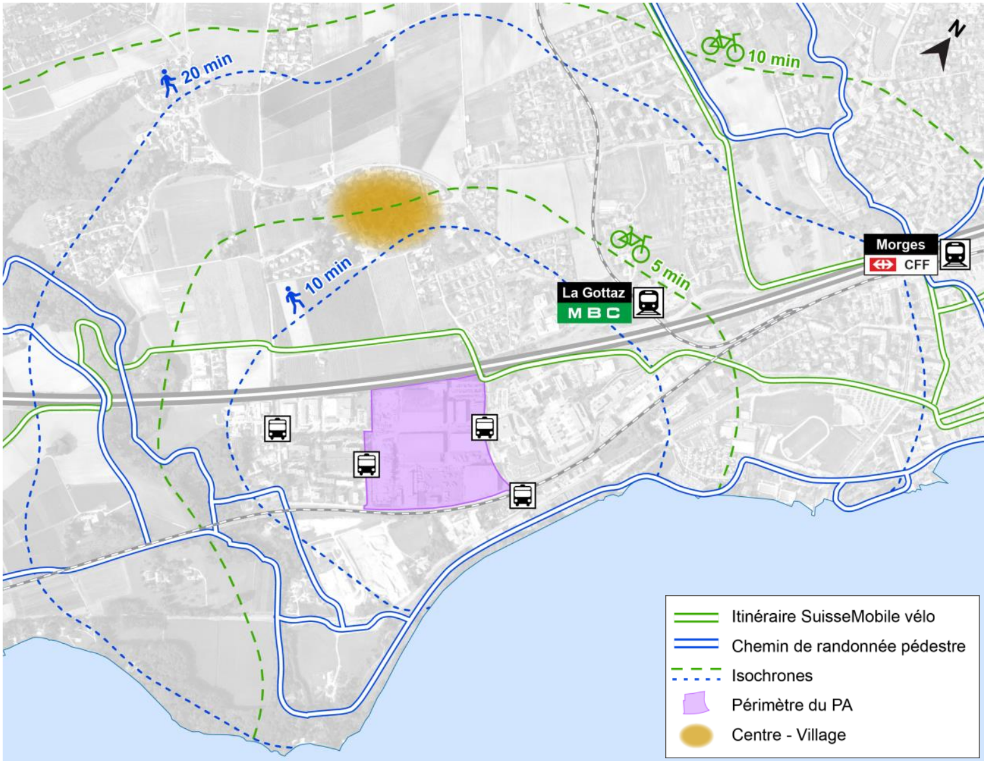 N
10 min
20 min
Morges
CFF
5 min
10 min
La Gottaz
MBC
Itinéraire SuisseMobile vélo
Chemin de randonnée pédestre
Isochrones
Périmètre du PA
Centre - Village